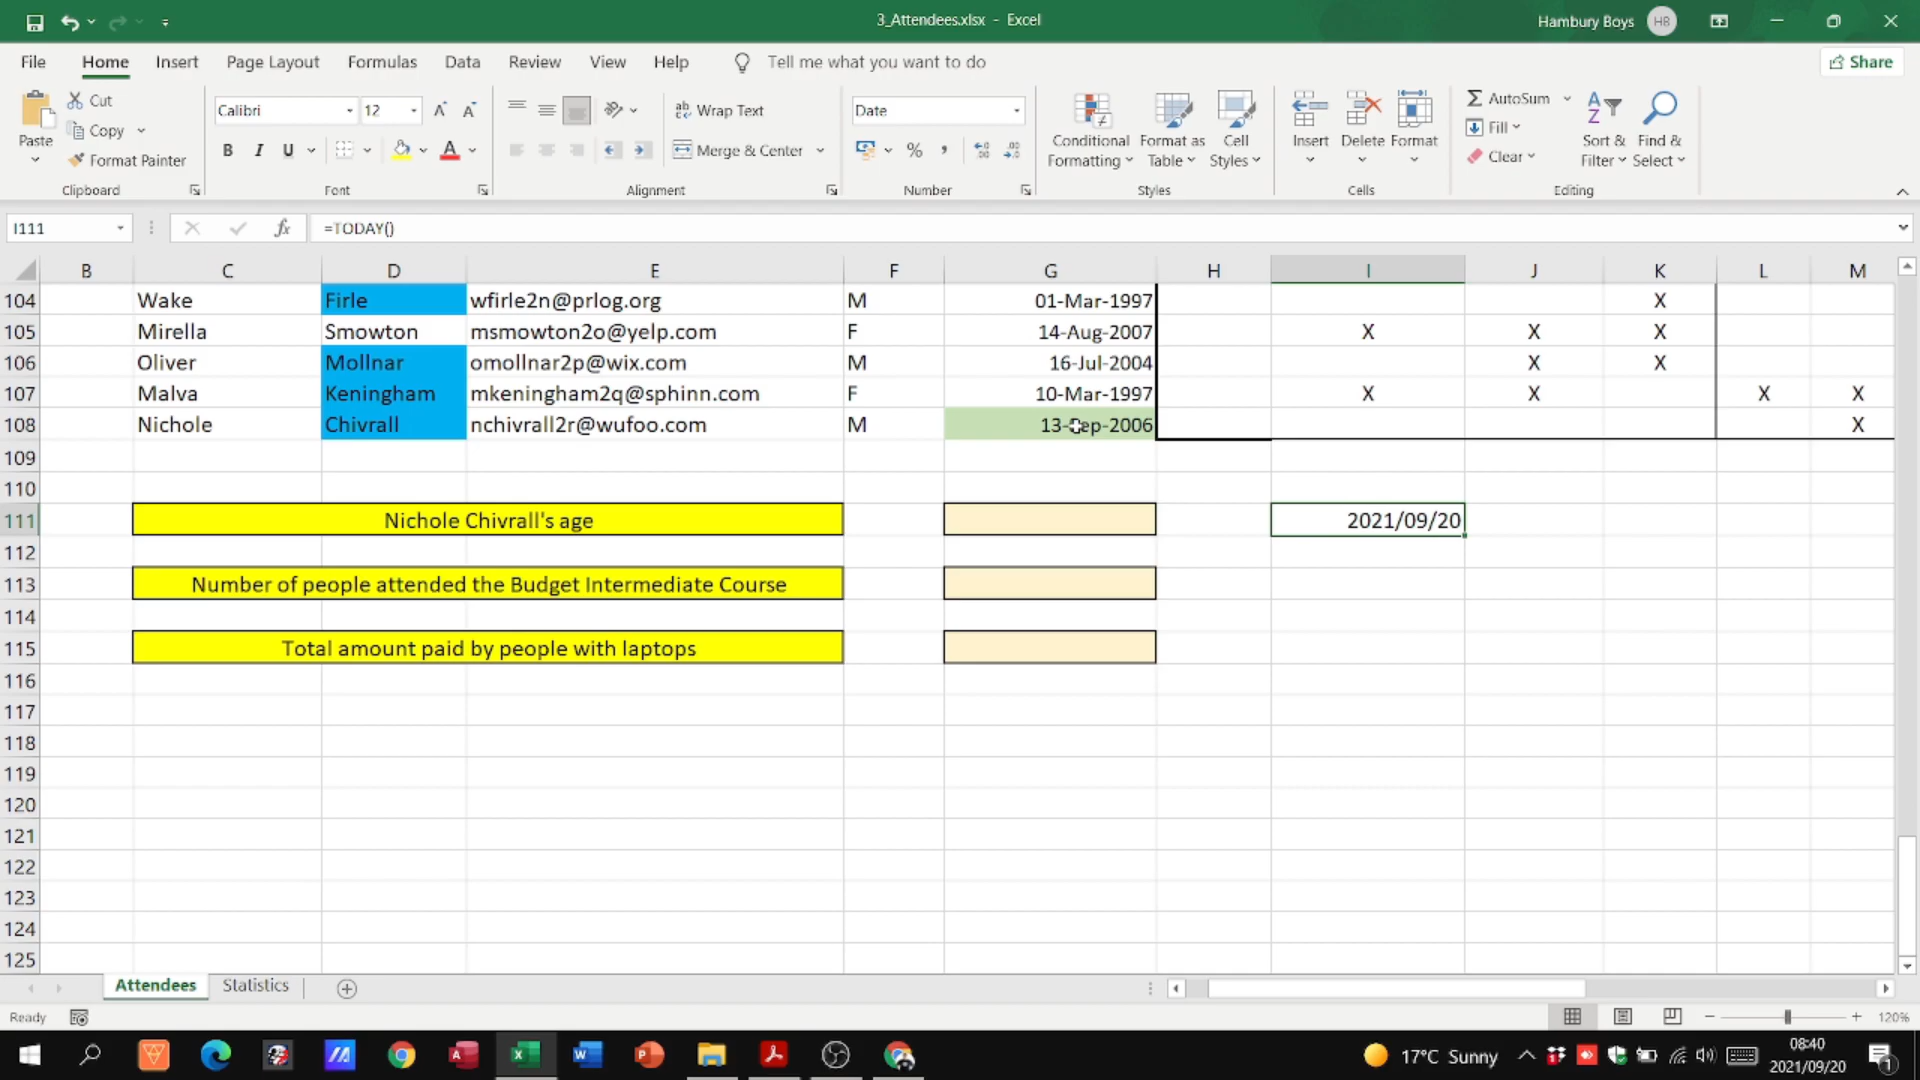 3_Attendees.xlsx - Excel
Hambury Boys HB
File Home Insert Page Layout Formulas Data Review View Help Tell me what you want to do Share
Paste Cut Copy Format Painter
Calibri 12
B I U A
ab Wrap Text
Merge & Center
Date
% ,
Conditional Formatting
Format as Table
Cell Styles
Insert Delete Format
AutoSum
Fill
Clear
Sort & Filter
Find & Select
Clipboard Font Alignment Number Styles Cells Editing
I111 fx =TODAY()
B C D E F G H I J K L M
104 Wake Firle wfirle2n@prlog.org M 01-Mar-1997 X
105 Mirella Smowton msmowton2o@yelp.com F 14-Aug-2007 X X X
106 Oliver Mollnar omollnar2p@wix.com M 16-Jul-2004 X X
107 Malva Keningham mkeningham2q@sphinn.com F 10-Mar-1997 X X X X
108 Nichole Chivrall nchivrall2r@wufoo.com M 13-Sep-2006 X
109
110
111 Nichole Chivrall's age 2021/09/20
112
113 Number of people attended the Budget Intermediate Course
114
115 Total amount paid by people with laptops
116
117
118
119
120
121
122
123
124
125
Attendees Statistics
Ready 120%
17°C Sunny 08:40
2021/09/20